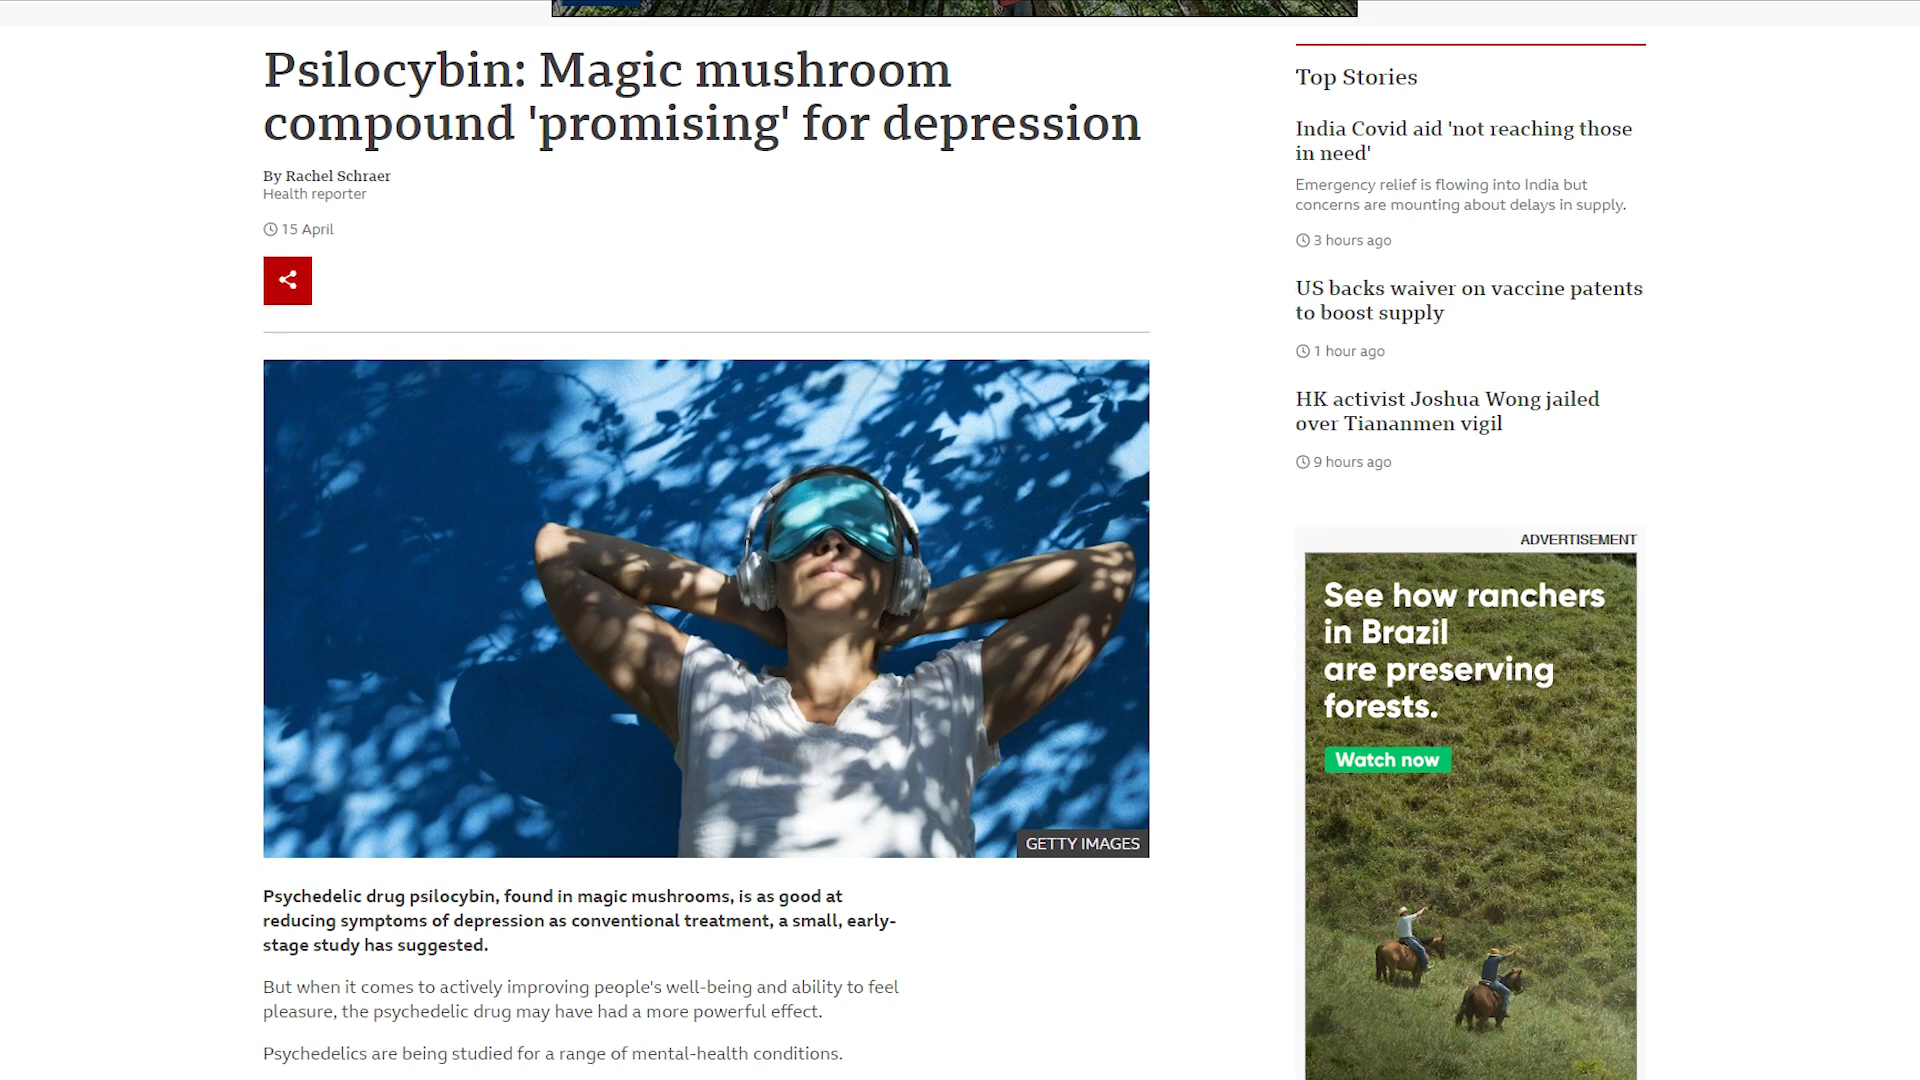 Psilocybin: Magic mushroom
compound 'promising' for depression
By Rachel Schraer
Health reporter
15 April
GETTY IMAGES
Psychedelic drug psilocybin, found in magic mushrooms, is as good at
reducing symptoms of depression as conventional treatment, a small, early-
stage study has suggested.
But when it comes to actively improving people's well-being and ability to feel
pleasure, the psychedelic drug may have had a more powerful effect.
Psychedelics are being studied for a range of mental-health conditions.
Top Stories
India Covid aid 'not reaching those
in need'
Emergency relief is flowing into India but
concerns are mounting about delays in supply.
3 hours ago
US backs waiver on vaccine patents
to boost supply
1 hour ago
HK activist Joshua Wong jailed
over Tiananmen vigil
9 hours ago
ADVERTISEMENT
See how ranchers
in Brazil
are preserving
forests.
Watch now